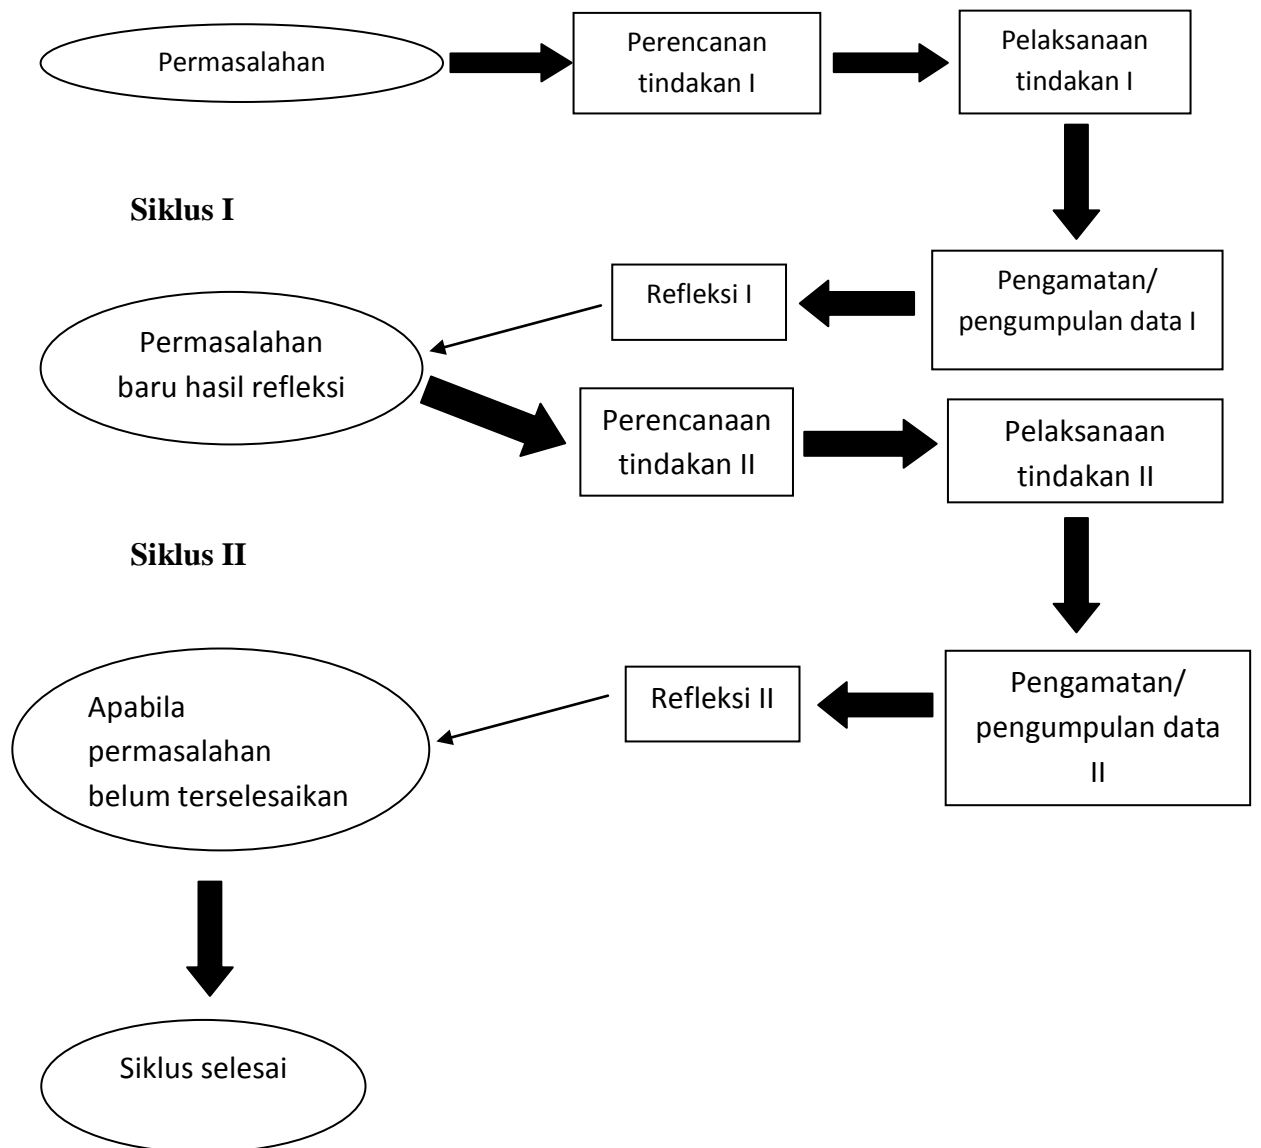 Permasalahan
Perencanan
tindakan I
Pelaksanaan
tindakan I
Siklus I
Pengamatan/
pengumpulan data I
Refleksi I
Permasalahan
baru hasil refleksi
Perencanaan
tindakan II
Pelaksanaan
tindakan II
Siklus II
Pengamatan/
pengumpulan data
II
Refleksi II
Apabila
permasalahan
belum terselesaikan
Siklus selesai